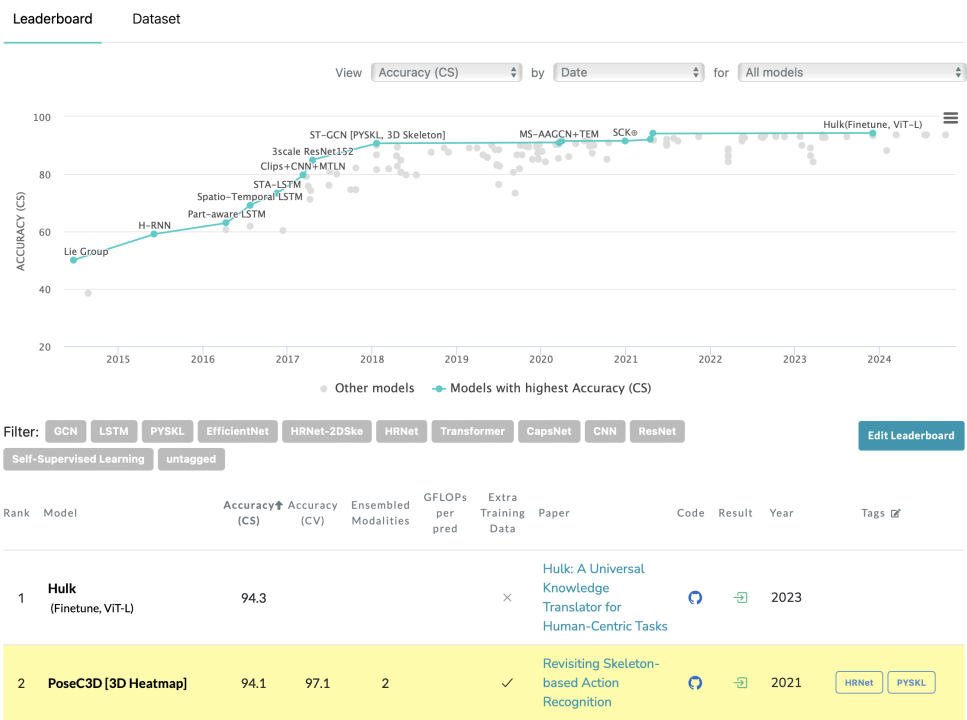 Leaderboard Dataset
View Accuracy (CS) by Date for All models
100
80
60
40
20
ACCURACY (CS)
Lie Group
H-RNN
Part-aware LSTM
Spatio-Temporal LSTM
STA-LSTM
Clips+CNN+MTLN
3scale ResNet152
ST-GCN [PYSKL, 3D Skeleton]
MS-AAGCN+TEM
SCK⊕
Hulk(Finetune, ViT-L)
2015 2016 2017 2018 2019 2020 2021 2022 2023 2024
Other models Models with highest Accuracy (CS)
Filter: GCN LSTM PYSKL EfficientNet HRNet-2DSke HRNet Transformer CapsNet CNN ResNet
Self-Supervised Learning untagged
Edit Leaderboard
Rank
Model
Accuracy
(CS)
Accuracy
(CV)
Ensembled
Modalities
GFLOPs
per
pred
Extra
Training
Data
Paper
Code
Result
Year
Tags
1
Hulk
(Finetune, ViT-L)
94.3
Hulk: A Universal
Knowledge
Translator for
Human-Centric Tasks
2023
2
PoseC3D [3D Heatmap]
94.1
97.1
2
Revisiting Skeleton-
based Action
Recognition
2021
HRNet PYSKL